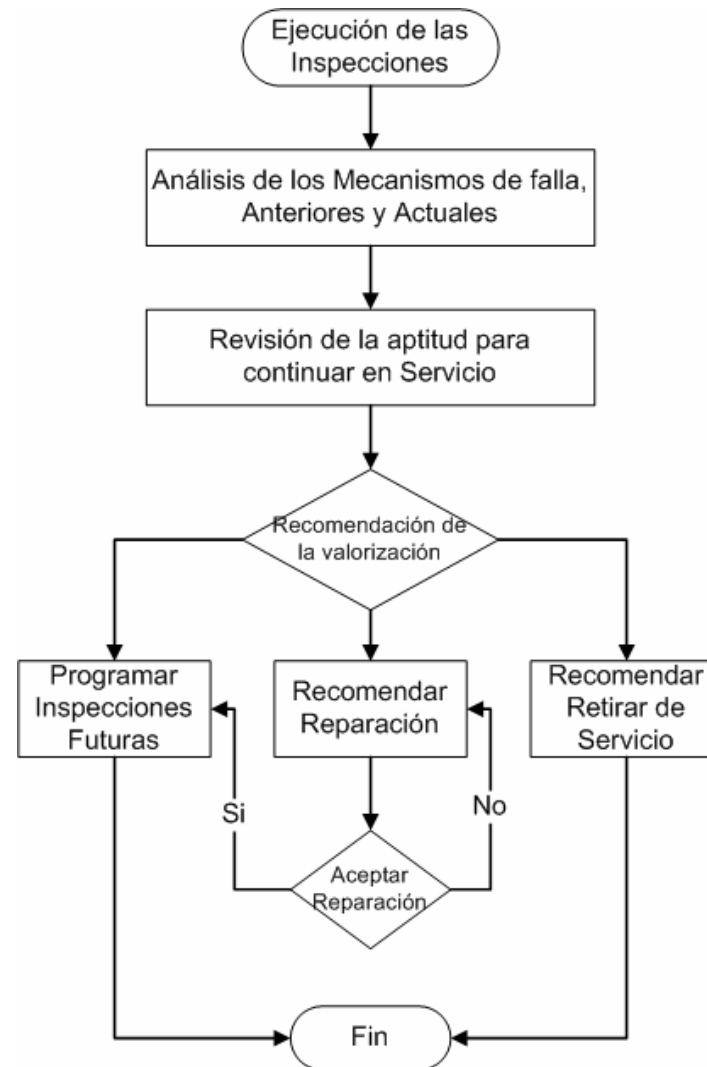 Ejecución de las
Inspecciones
Análisis de los Mecanismos de falla,
Anteriores y Actuales
Revisión de la aptitud para
continuar en Servicio
Recomendación de
la valorización
Programar
Inspecciones
Futuras
Recomendar
Reparación
Recomendar
Retirar de
Servicio
Si
No
Aceptar
Reparación
Fin